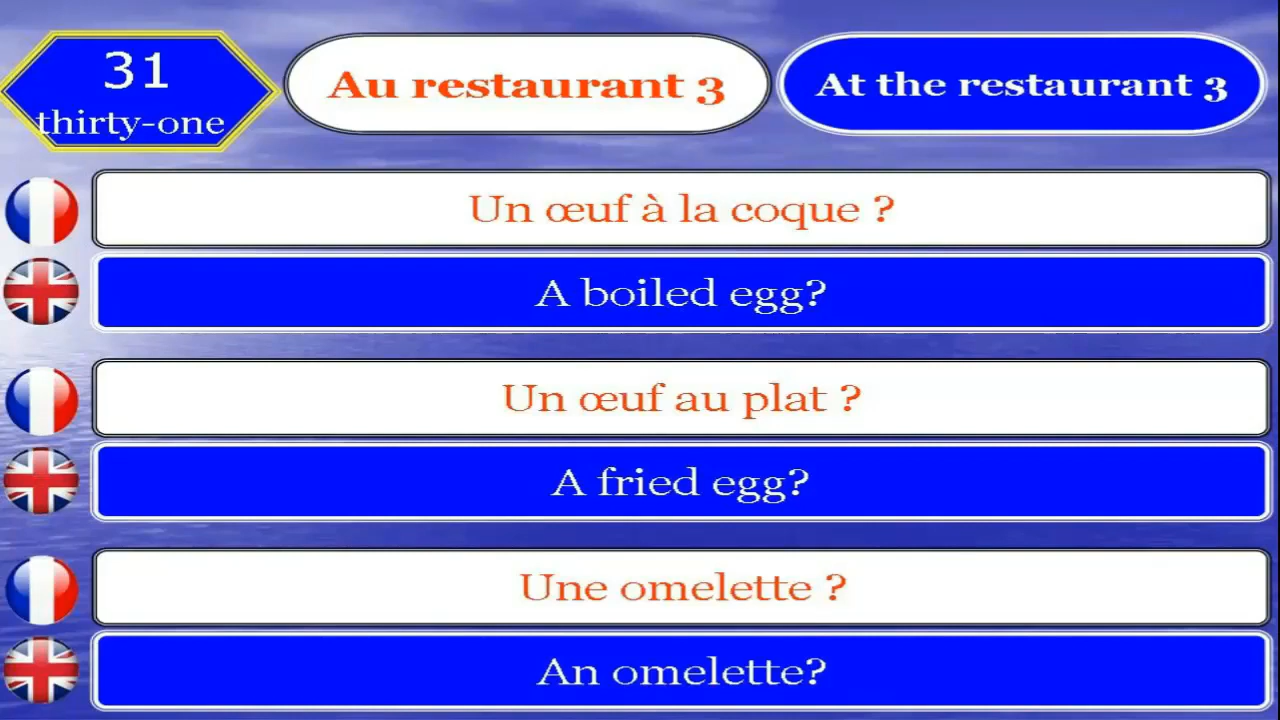 31
thirty-one
Au restaurant 3
At the restaurant 3
Un œuf à la coque ?
A boiled egg?
Un œuf au plat ?
A fried egg?
Une omelette ?
An omelette?